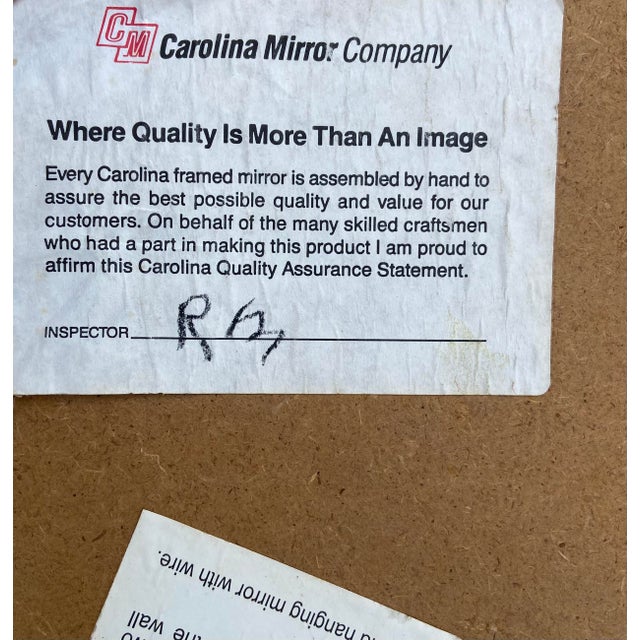 CM Carolina Mirror Company
Where Quality Is More Than An Image
Every Carolina framed mirror is assembled by hand to
assure the best possible quality and value for our
customers. On behalf of the many skilled craftsmen
who had a part in making this product I am proud to
affirm this Carolina Quality Assurance Statement.
INSPECTOR
hanging mirror with wire.
the wall